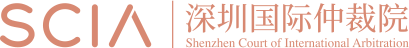 SCIA
深圳国际仲裁院
Shenzhen Court of International Arbitration